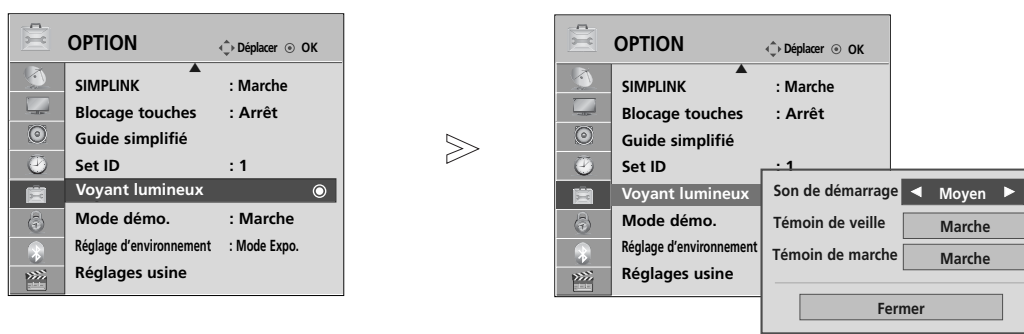 OPTION
Déplacer OK
SIMPLINK : Marche
Blocage touches : Arrêt
Guide simplifié
Set ID : 1
Voyant lumineux
Mode démo. : Marche
Réglage d'environnement : Mode Expo.
Réglages usine
OPTION
Déplacer OK
SIMPLINK : Marche
Blocage touches : Arrêt
Guide simplifié
Set ID : 1
Voyant lumineux
Mode démo.
Réglage d'environnement
Réglages usine
Son de démarrage ◄ Moyen ►
Témoin de veille Marche
Témoin de marche Marche
Fermer